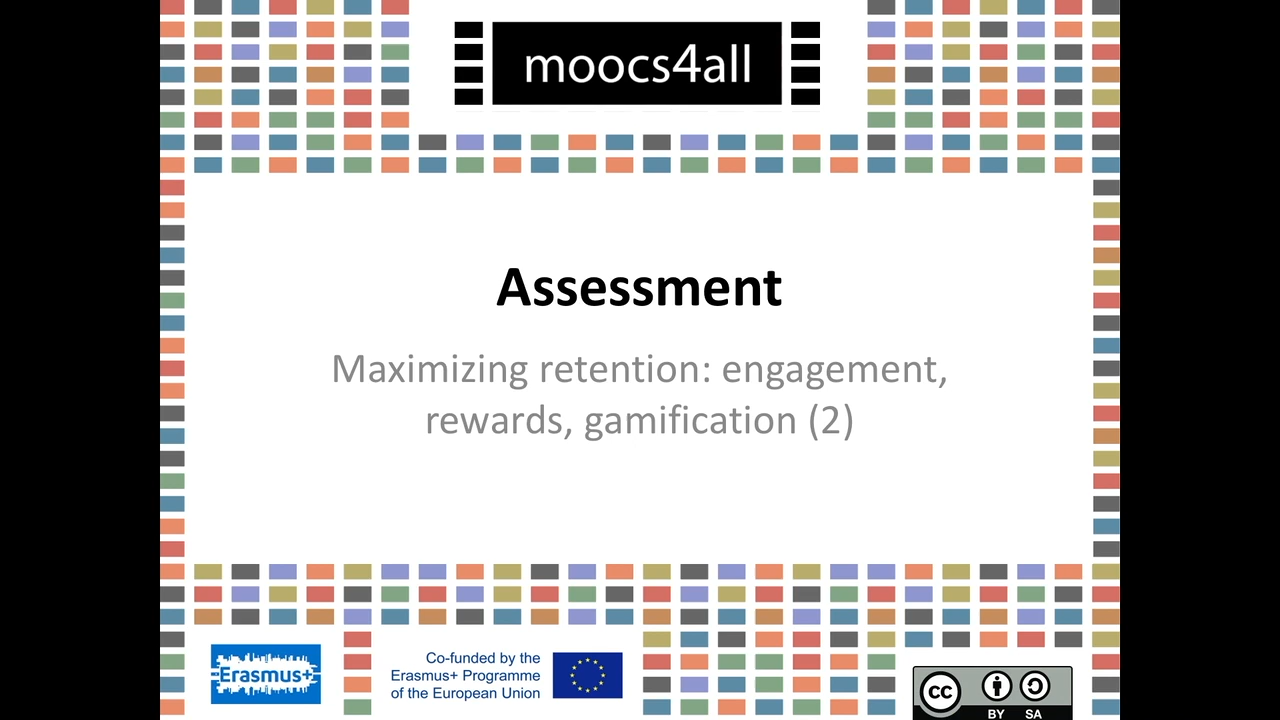 moocs4all
Assessment
Maximizing retention: engagement,
rewards, gamification (2)
Erasmus+
Co-funded by the
Erasmus+ Programme
of the European Union
cc
BY SA